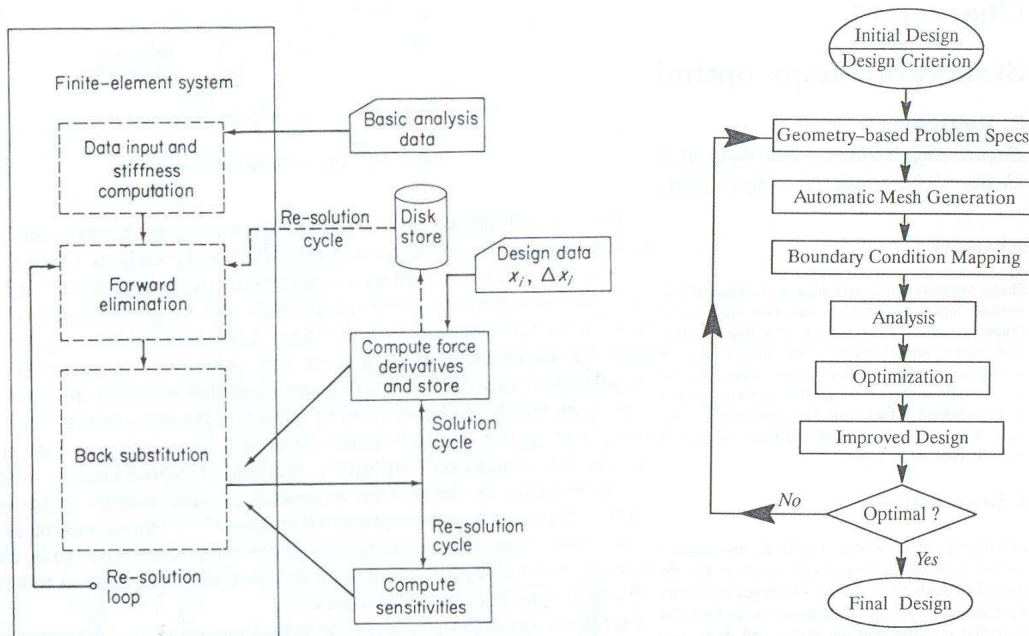 Finite-element system
Data input and
stiffness
computation
Basic analysis
data
Re-solution
cycle
Disk
store
Design data
x_i, Δx_i
Forward
elimination
Compute force
derivatives
and store
Solution
cycle
Back substitution
Re-solution
cycle
Re-solution
loop
Compute
sensitivities
Initial Design
Design Criterion
Geometry-based Problem Specs
Automatic Mesh Generation
Boundary Condition Mapping
Analysis
Optimization
Improved Design
No
Optimal ?
Yes
Final Design